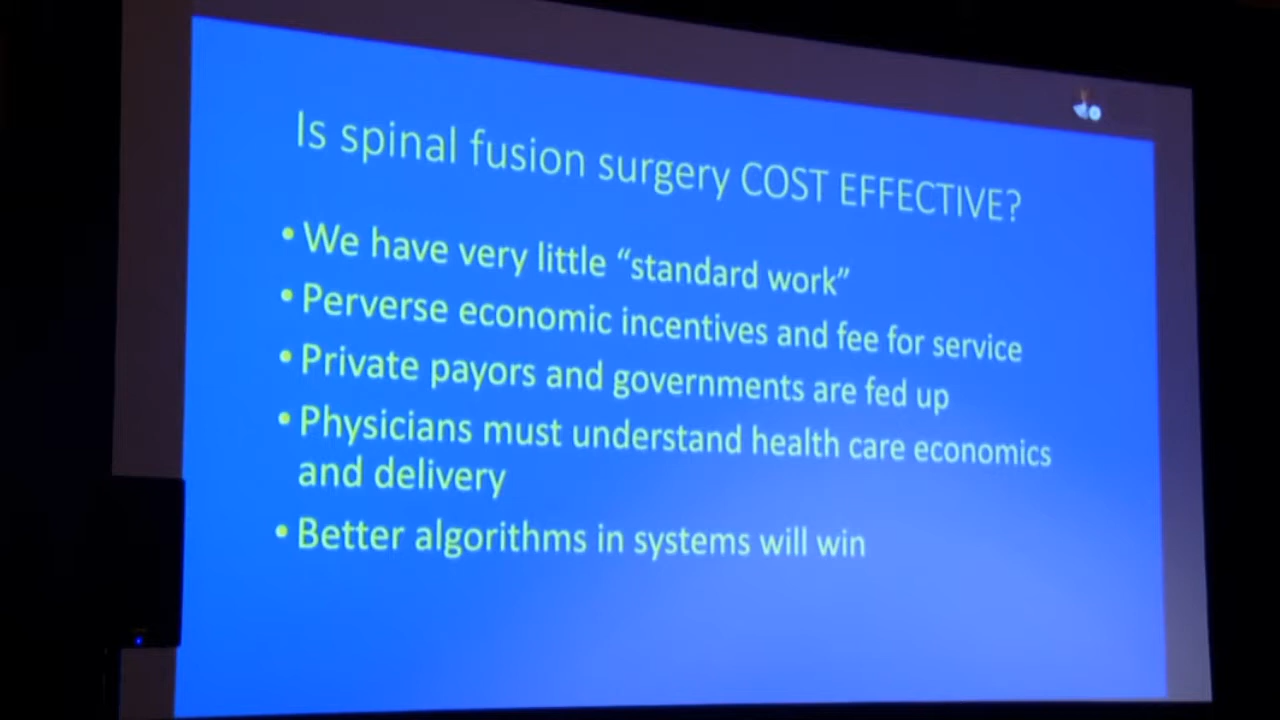 Is spinal fusion surgery COST EFFECTIVE?
• We have very little “standard work”
• Perverse economic incentives and fee for service
• Private payors and governments are fed up
• Physicians must understand health care economics
and delivery
• Better algorithms in systems will win